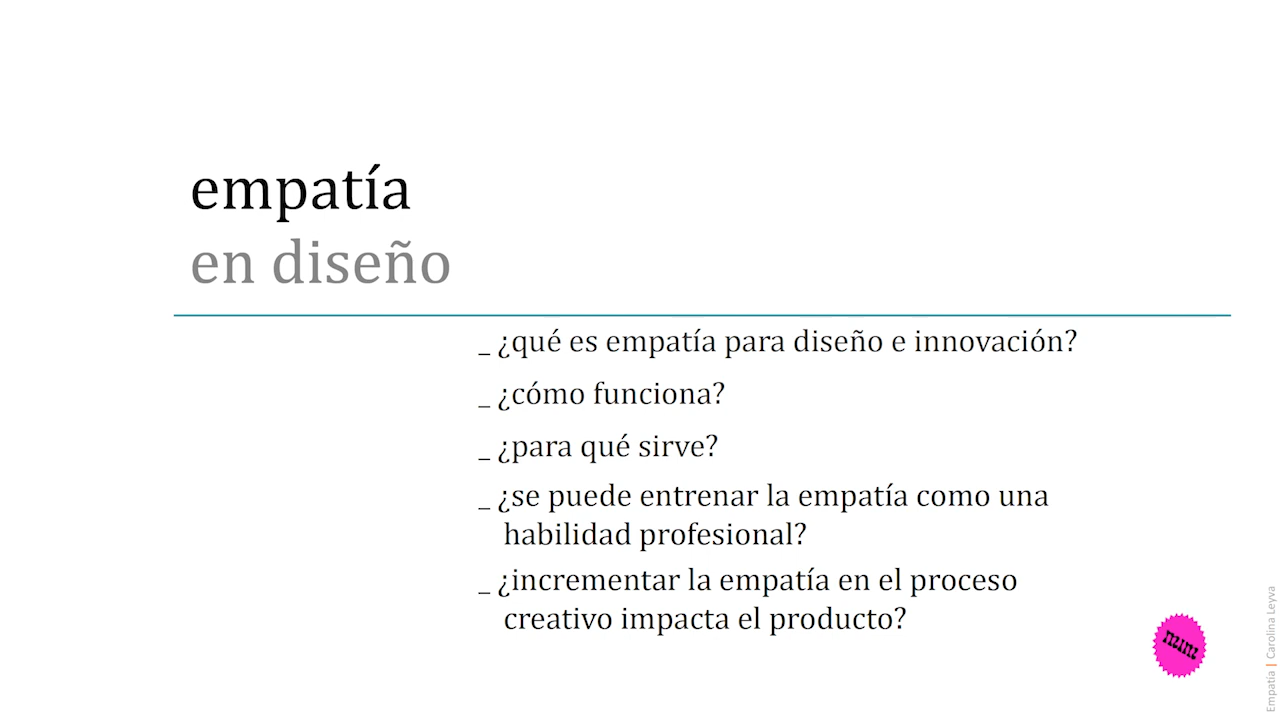 empatía
en diseño
_ ¿qué es empatía para diseño e innovación?
_ ¿cómo funciona?
_ ¿para qué sirve?
_ ¿se puede entrenar la empatía como una
habilidad profesional?
_ ¿incrementar la empatía en el proceso
creativo impacta el producto?
Empatía | Carolina Leyva